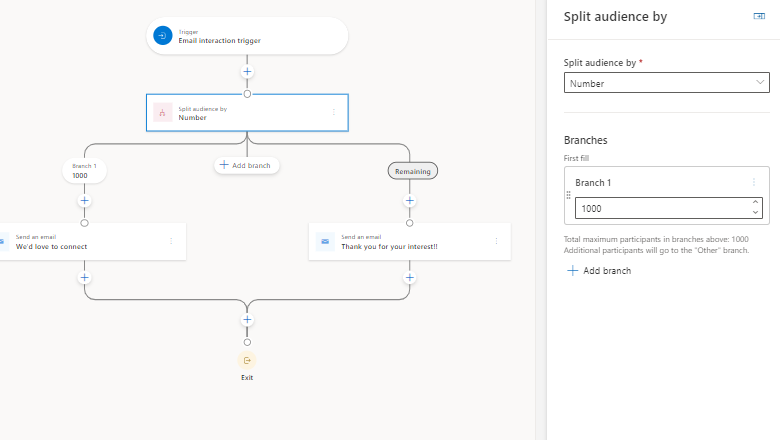 Trigger
Email interaction trigger
Split audience by
Number
Branch 1
1000
Add branch
Remaining
Send an email
We'd love to connect
Send an email
Thank you for your interest!!
Exit
Split audience by
Split audience by *
Number
Branches
First fill
Branch 1
1000
Total maximum participants in branches above: 1000
Additional participants will go to the "Other" branch.
Add branch